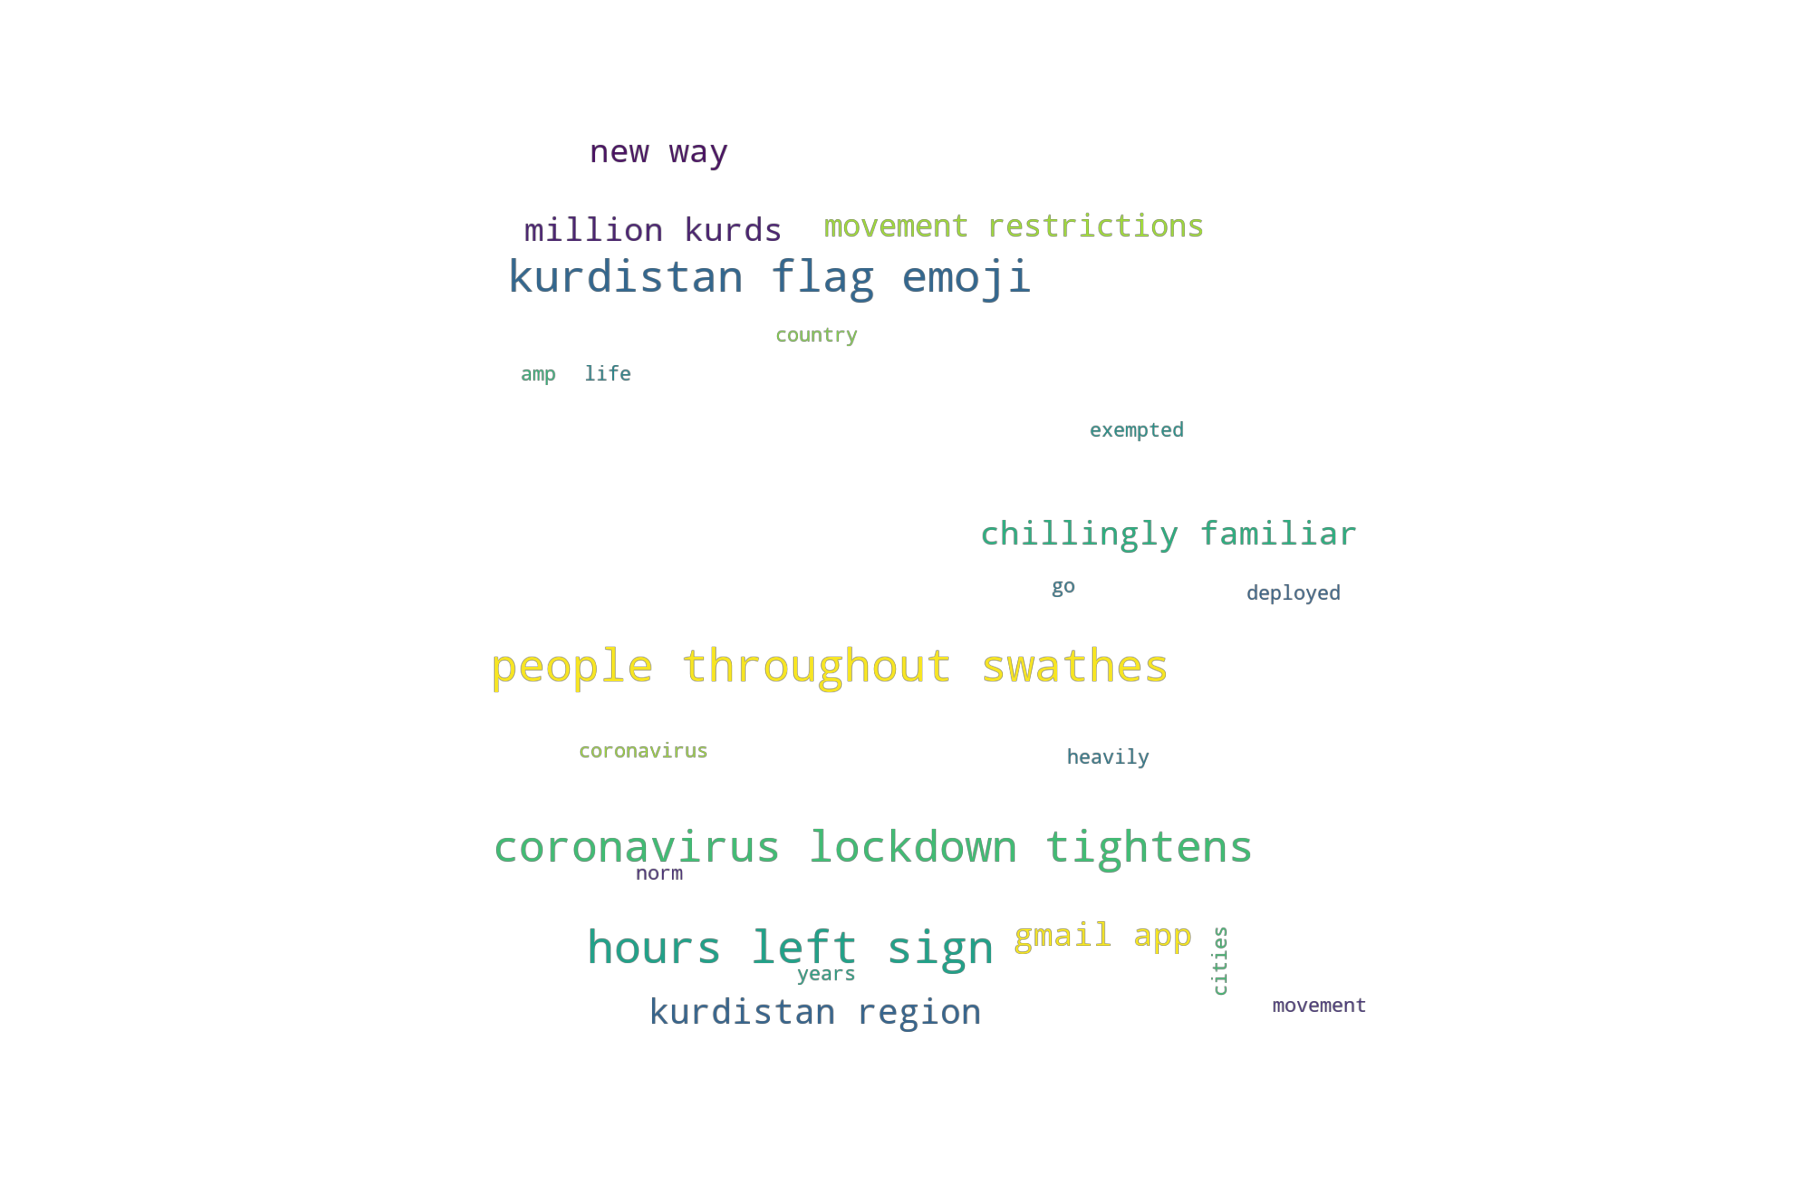 new way
million kurds
movement restrictions
kurdistan flag emoji
country
amp
life
exempted
chillingly familiar
go
deployed
people throughout swathes
coronavirus
heavily
coronavirus lockdown tightens
norm
hours left sign
gmail app
cities
years
kurdistan region
movement